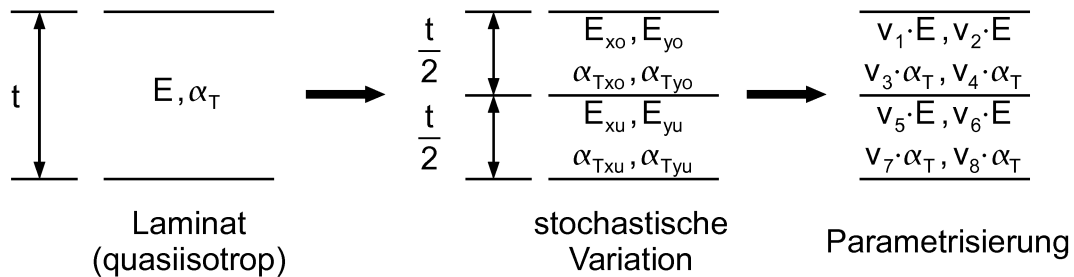 t
E, α_T
Laminat
(quasiisotrop)
t/2
t/2
E_xo, E_yo
α_Txo, α_Tyo
E_xu, E_yu
α_Txu, α_Tyu
stochastische
Variation
v_1·E, v_2·E
v_3·α_T, v_4·α_T
v_5·E, v_6·E
v_7·α_T, v_8·α_T
Parametrisierung